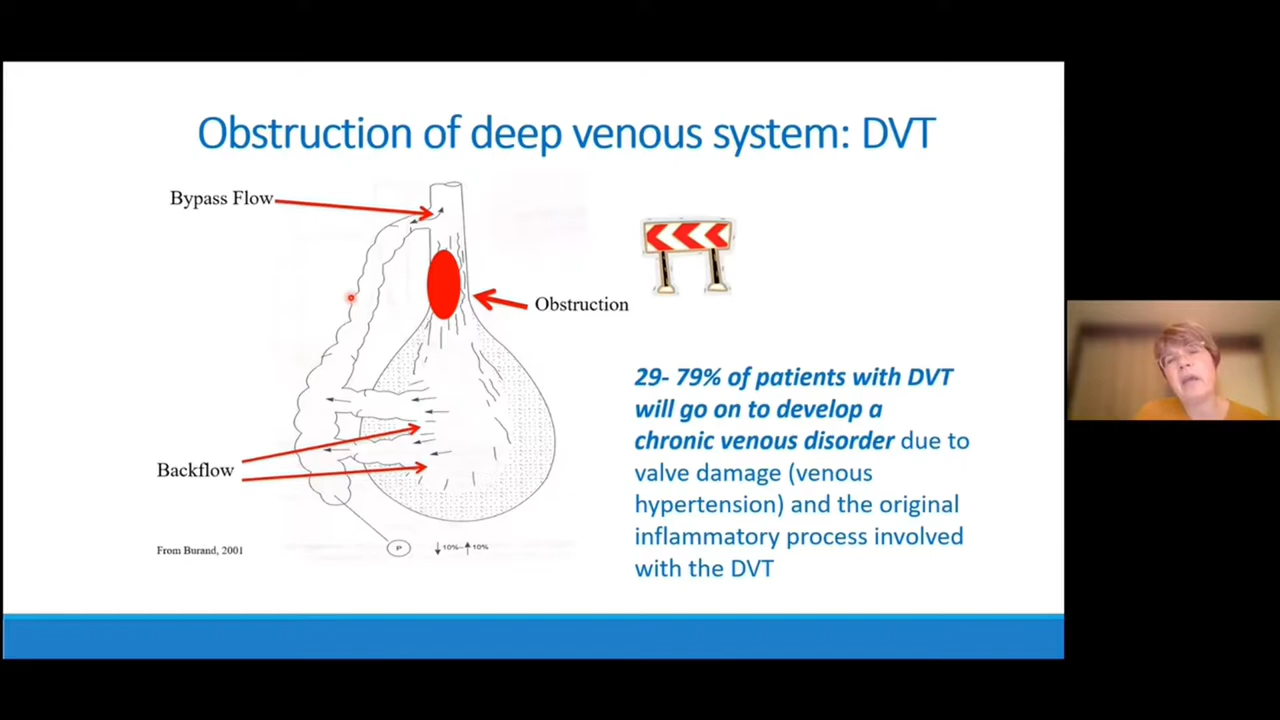 Obstruction of deep venous system: DVT
Bypass Flow
Obstruction
29- 79% of patients with DVT
will go on to develop a
chronic venous disorder due to
valve damage (venous
hypertension) and the original
inflammatory process involved
with the DVT
Backflow
From Burand, 2001
P
↓10%-↑10%